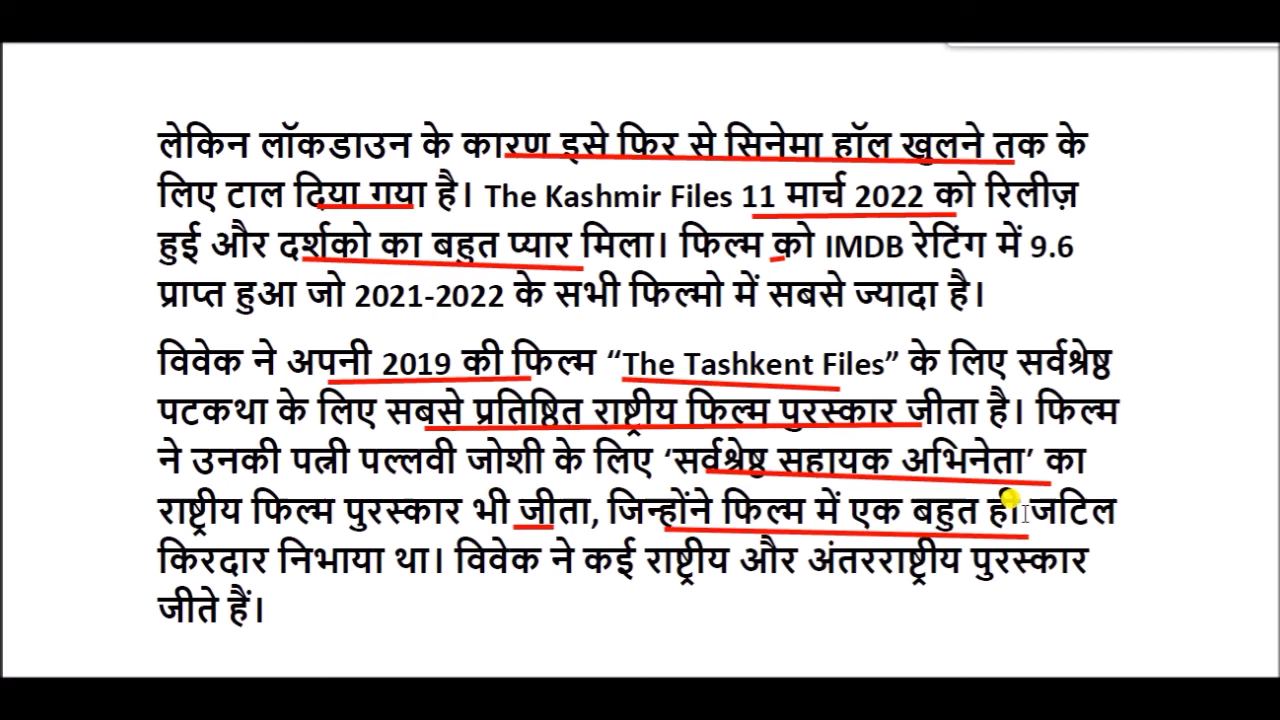 लेकिन लॉकडाउन के कारण इसे फिर से सिनेमा हॉल खुलने तक के
लिए टाल दिया गया है। The Kashmir Files 11 मार्च 2022 को रिलीज़
हुई और दर्शको का बहुत प्यार मिला। फिल्म को IMDB रेटिंग में 9.6
प्राप्त हुआ जो 2021-2022 के सभी फिल्मो में सबसे ज्यादा है।
विवेक ने अपनी 2019 की फिल्म “The Tashkent Files” के लिए सर्वश्रेष्ठ
पटकथा के लिए सबसे प्रतिष्ठित राष्ट्रीय फिल्म पुरस्कार जीता है। फिल्म
ने उनकी पत्नी पल्लवी जोशी के लिए ‘सर्वश्रेष्ठ सहायक अभिनेता’ का
राष्ट्रीय फिल्म पुरस्कार भी जीता, जिन्होंने फिल्म में एक बहुत ही जटिल
किरदार निभाया था। विवेक ने कई राष्ट्रीय और अंतरराष्ट्रीय पुरस्कार
जीते हैं।